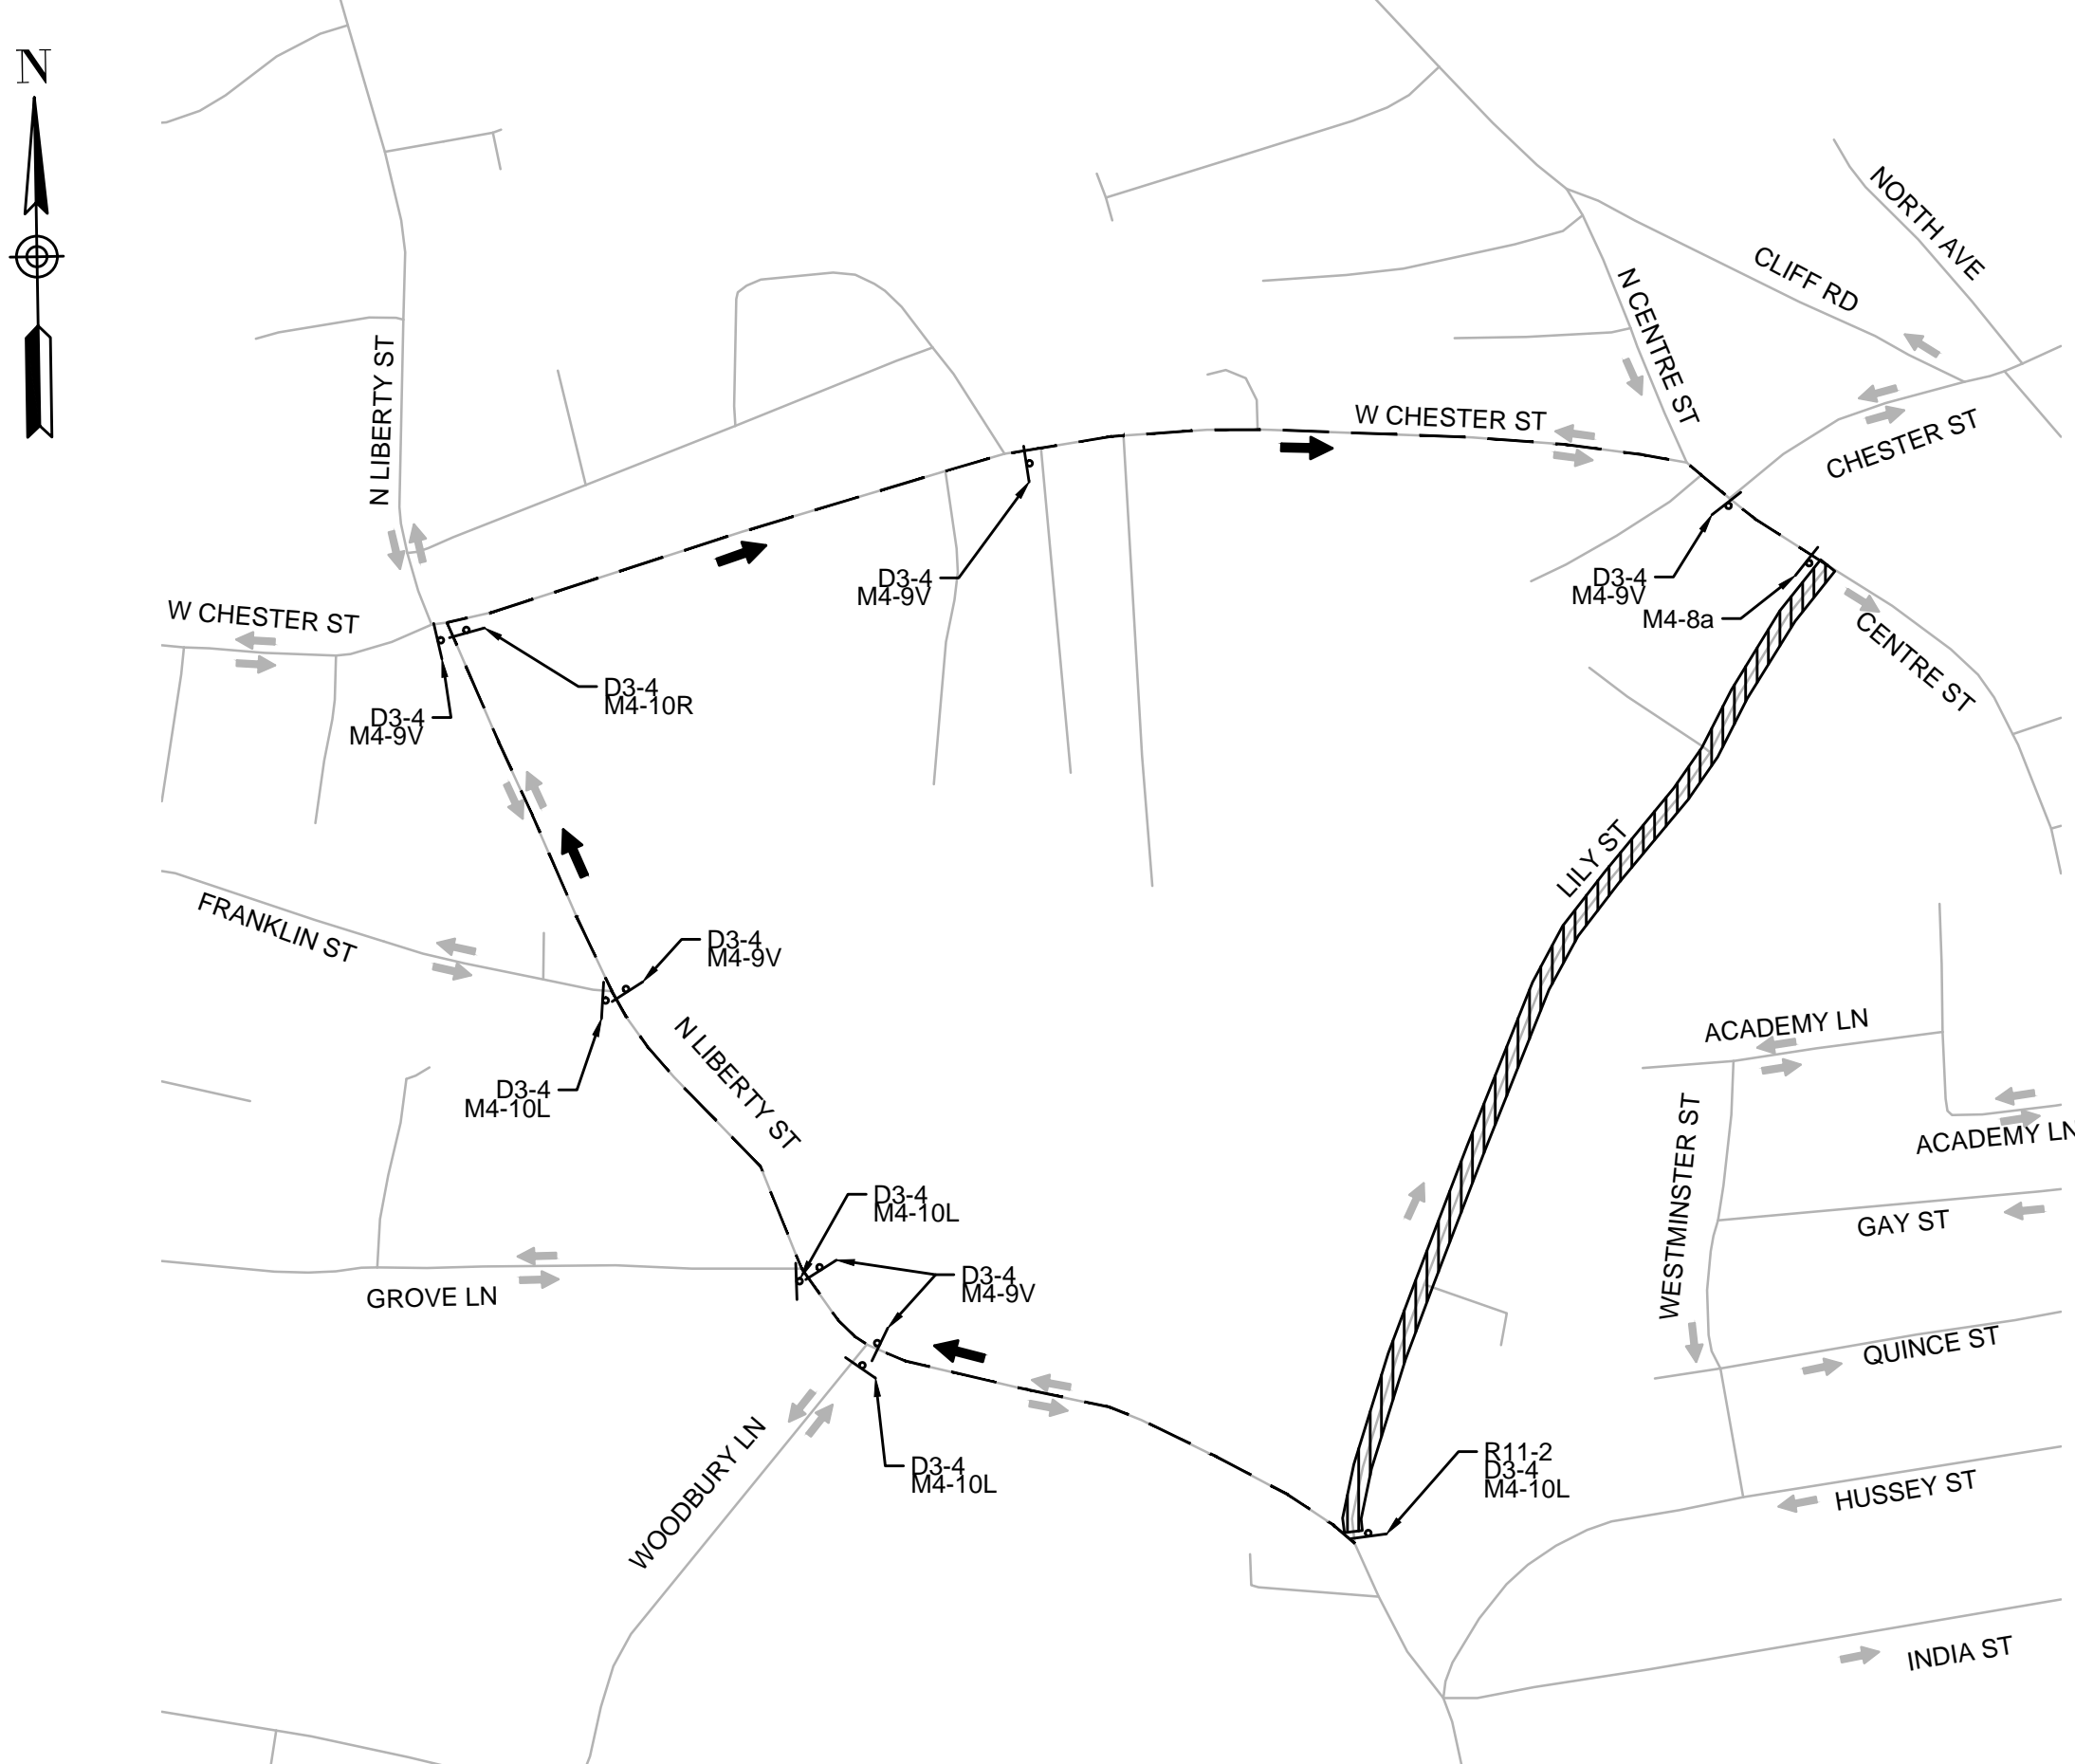 N
NORTH AVE
CLIFF RD
N CENTRE ST
N LIBERTY ST
W CHESTER ST
CHESTER ST
D3-4
M4-9V
D3-4
M4-9V
M4-8a
W CHESTER ST
CENTRE ST
D3-4
M4-10R
D3-4
M4-9V
LILY ST
FRANKLIN ST
D3-4
M4-9V
N LIBERTY ST
ACADEMY LN
D3-4
M4-10L
ACADEMY LN
WESTMINSTER ST
D3-4
M4-10L
GAY ST
D3-4
M4-9V
GROVE LN
QUINCE ST
WOODBURY LN
D3-4
M4-10L
R11-2
D3-4
M4-10L
HUSSEY ST
INDIA ST